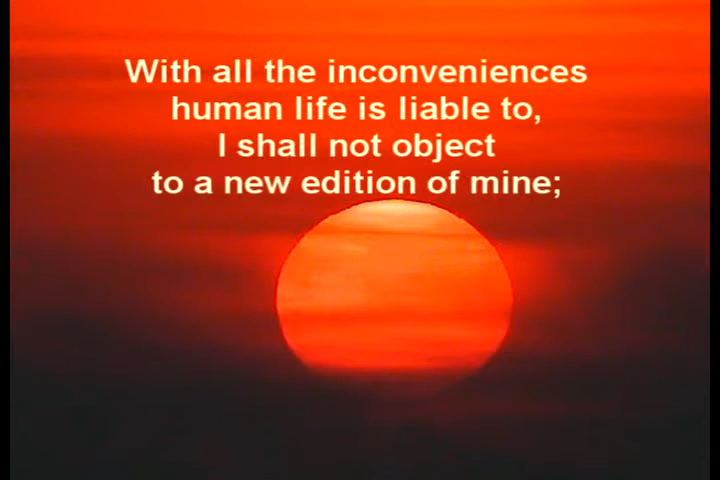 With all the inconveniences
human life is liable to,
I shall not object
to a new edition of mine;